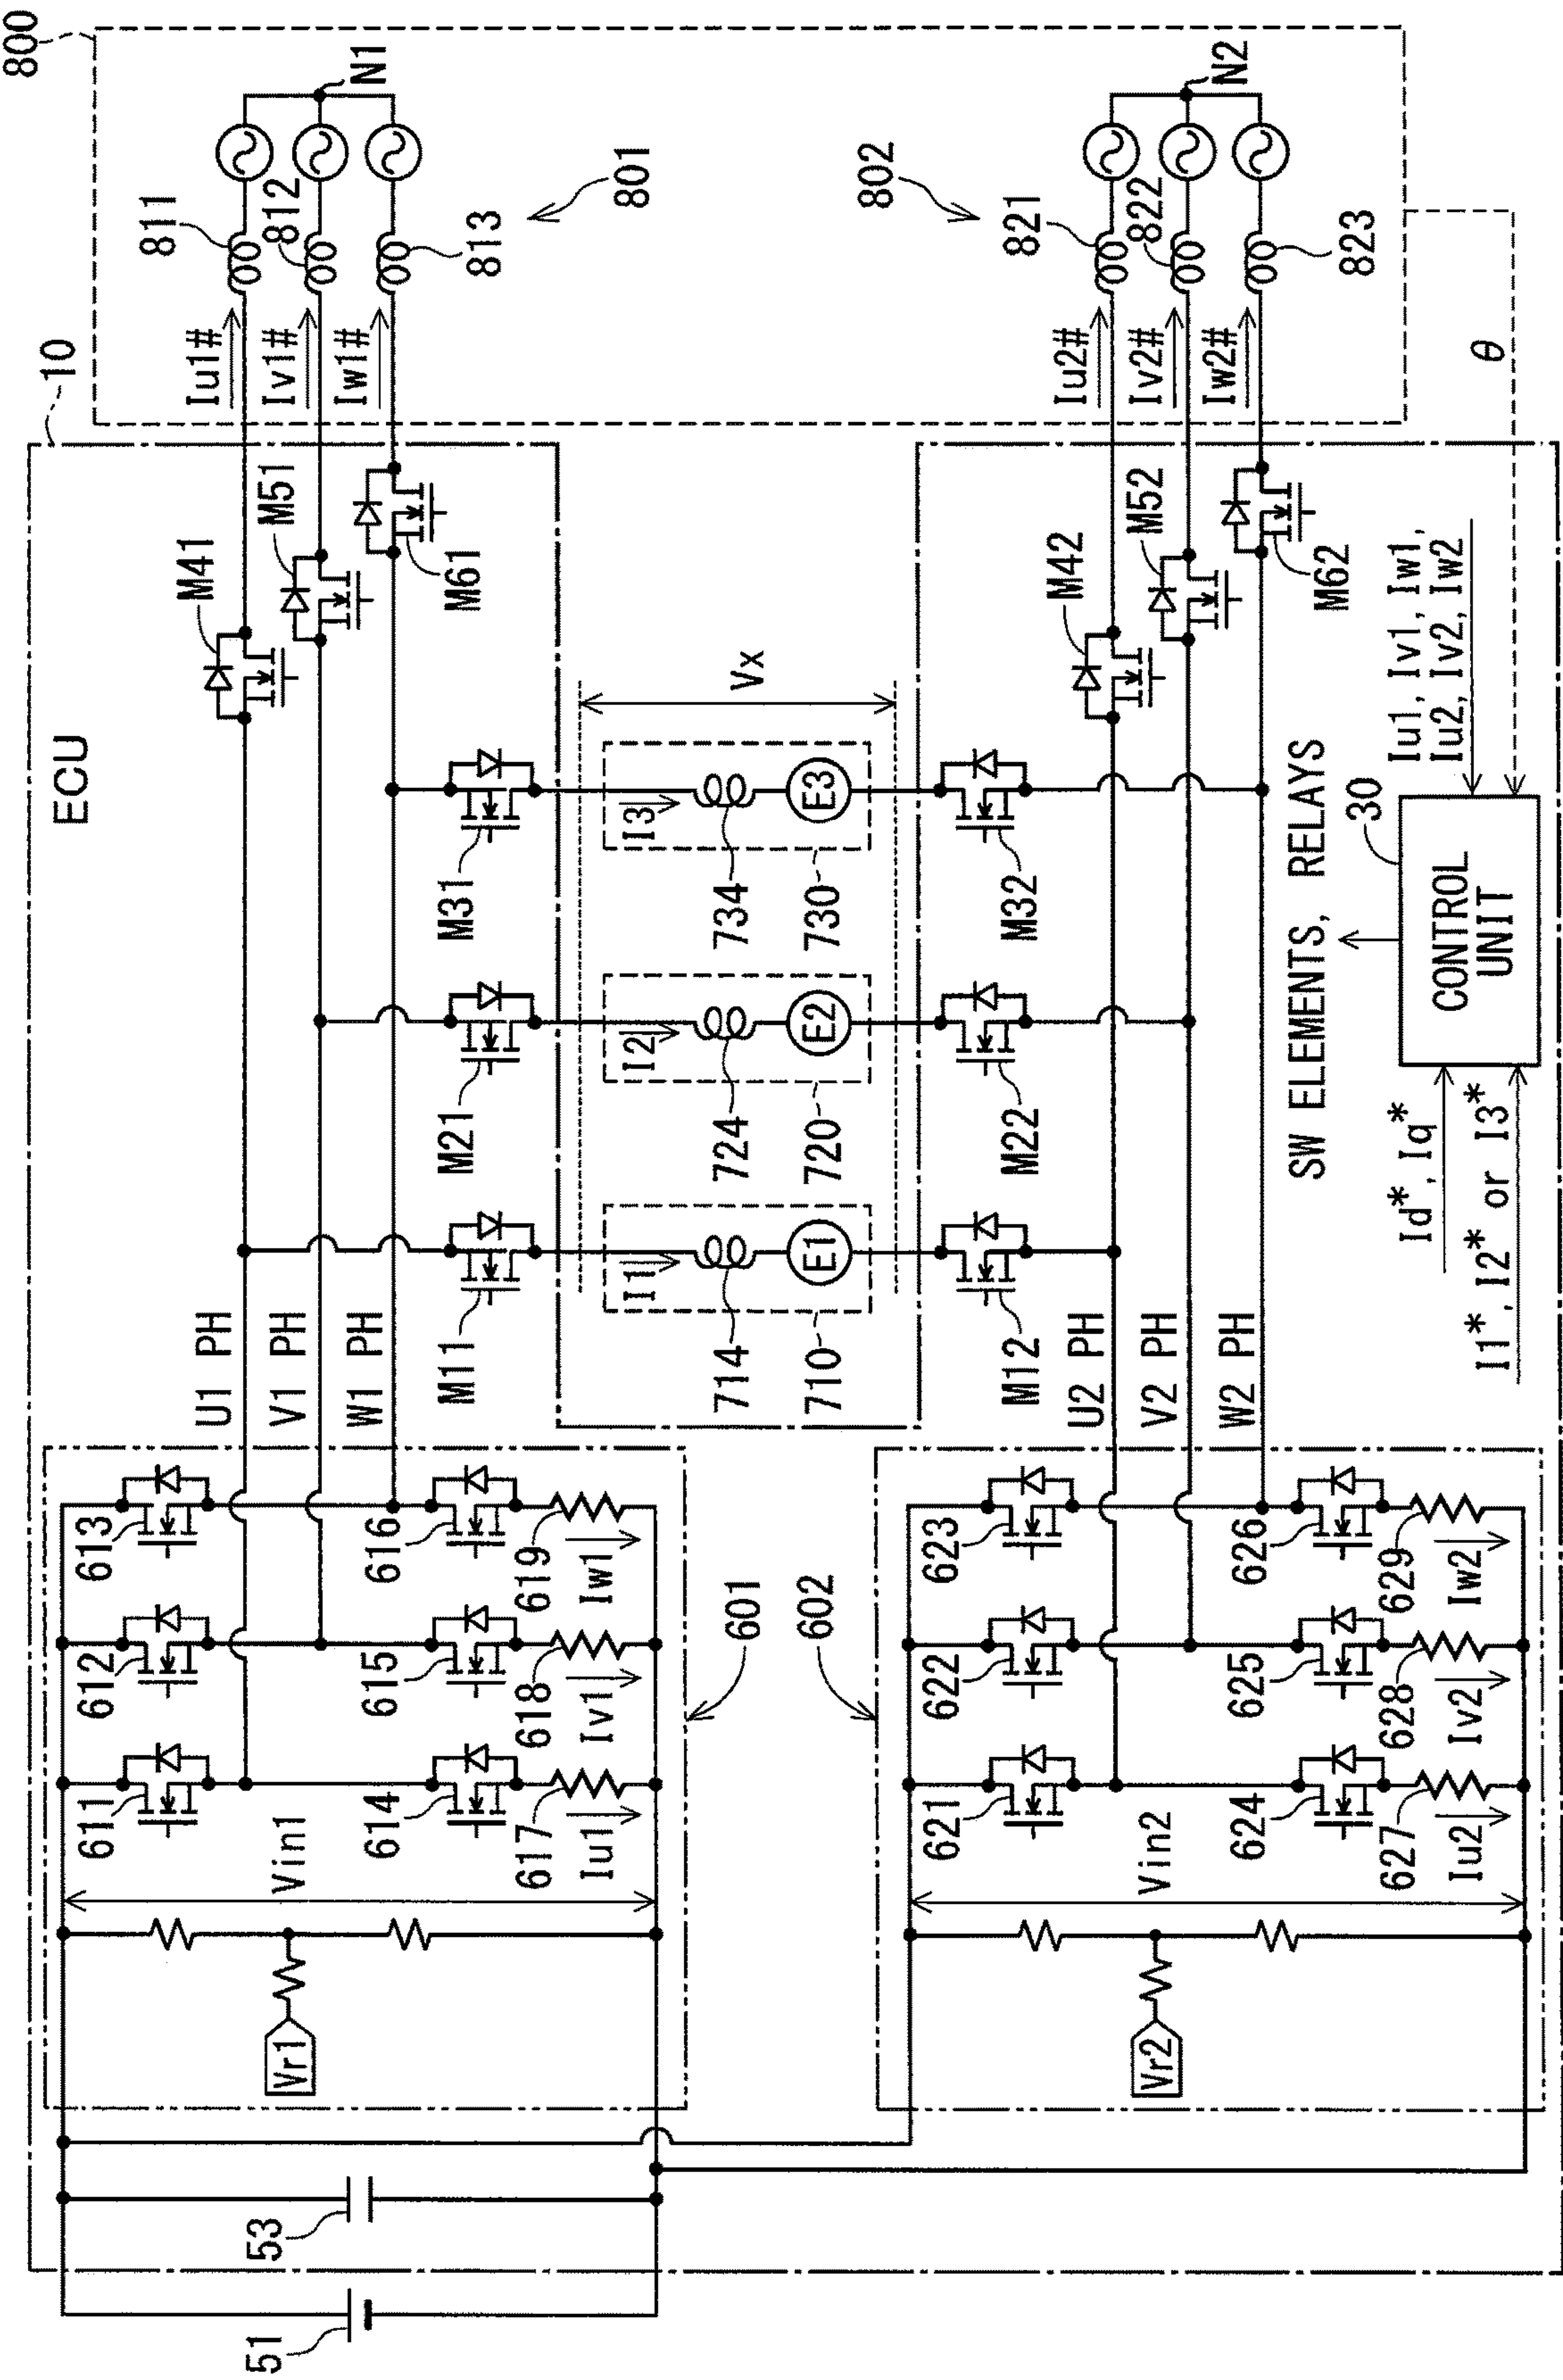 800
N1
N2
811
812
813
801
802
821
822
823
Iu1#
Iv1#
Iw1#
Iu2#
Iv2#
Iw2#
θ
10
ECU
M41
M51
M61
M42
M52
M62
Vx
Iu1, Iv1, Iw1,
Iu2, Iv2, Iw2
M31
I3
734
E3
730
M32
SW ELEMENTS, RELAYS
30
CONTROL
UNIT
M21
I2
724
E2
720
M22
Id*, Iq*
I1*, I2* or I3*
M11
I1
714
E1
710
M12
U1 PH
V1 PH
W1 PH
U2 PH
V2 PH
W2 PH
613
616
619
Iw1
623
626
629
Iw2
601
602
612
615
618
Iv1
622
625
628
Iv2
611
614
617
Iu1
621
624
627
Iu2
Vin1
Vin2
Vr1
Vr2
53
51